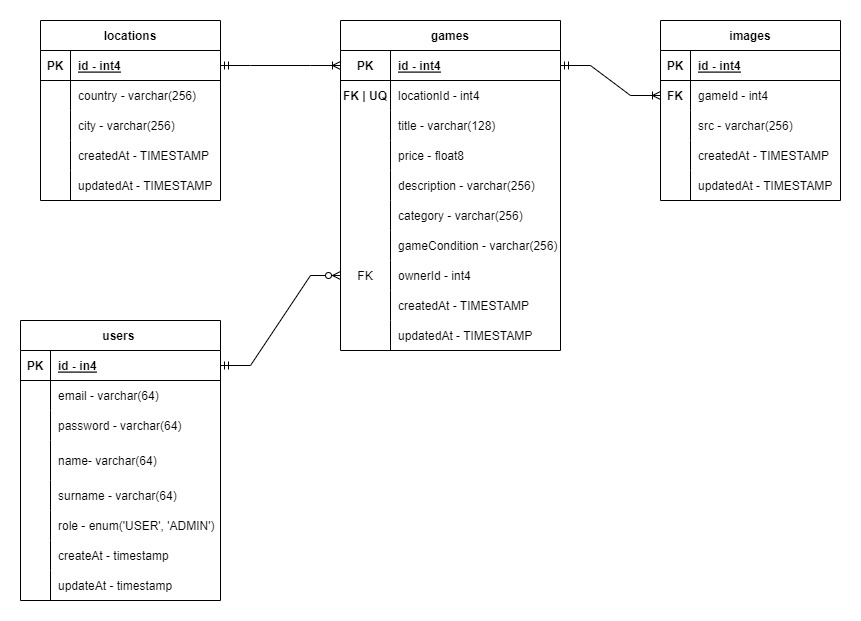 locations
PK id - int4
country - varchar(256)
city - varchar(256)
createdAt - TIMESTAMP
updatedAt - TIMESTAMP
games
PK id - int4
FK | UQ locationId - int4
title - varchar(128)
price - float8
description - varchar(256)
category - varchar(256)
gameCondition - varchar(256)
FK ownerId - int4
createdAt - TIMESTAMP
updatedAt - TIMESTAMP
images
PK id - int4
FK gameId - int4
src - varchar(256)
createdAt - TIMESTAMP
updatedAt - TIMESTAMP
users
PK id - in4
email - varchar(64)
password - varchar(64)
name- varchar(64)
surname - varchar(64)
role - enum('USER', 'ADMIN')
createAt - timestamp
updateAt - timestamp